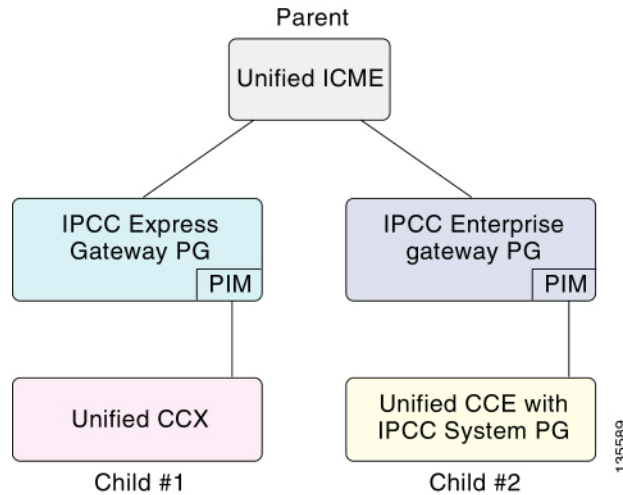 Parent
Unified ICME
IPCC Express
Gateway PG
PIM
IPCC Enterprise
gateway PG
PIM
Unified CCX
Unified CCE with
IPCC System PG
Child #1
Child #2
135589